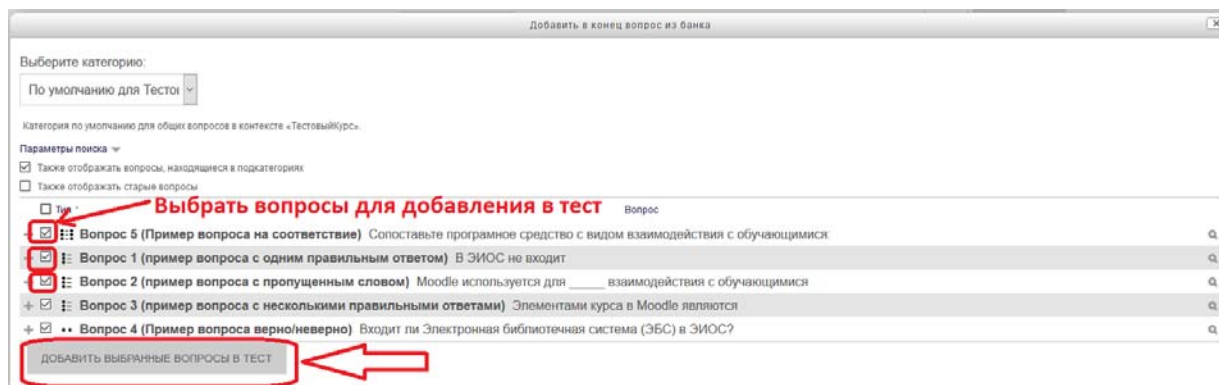 Добавить в конец вопрос из банка
Выберите категорию:
По умолчанию для Тестов
Категория по умолчанию для общих вопросов в контексте «ТестовыйКурс».
Параметры поиска
Также отображать вопросы, находящиеся в подкатегориях
Также отображать старые вопросы
Тип Выбрать вопросы для добавления в тест Вопрос
Вопрос 5 (Пример вопроса на соответствие) Сопоставьте програмное средство с видом взаимодействия с обучающимися:
Вопрос 1 (пример вопроса с одним правильным ответом) В ЭИОС не входит
Вопрос 2 (пример вопроса с пропущенным словом) Moodle используется для _____ взаимодействия с обучающимися
Вопрос 3 (пример вопроса с несколькими правильными ответами) Элементами курса в Moodle являются
Вопрос 4 (Пример вопроса верно/неверно) Входит ли Электронная библиотечная система (ЭБС) в ЭИОС?
ДОБАВИТЬ ВЫБРАННЫЕ ВОПРОСЫ В ТЕСТ